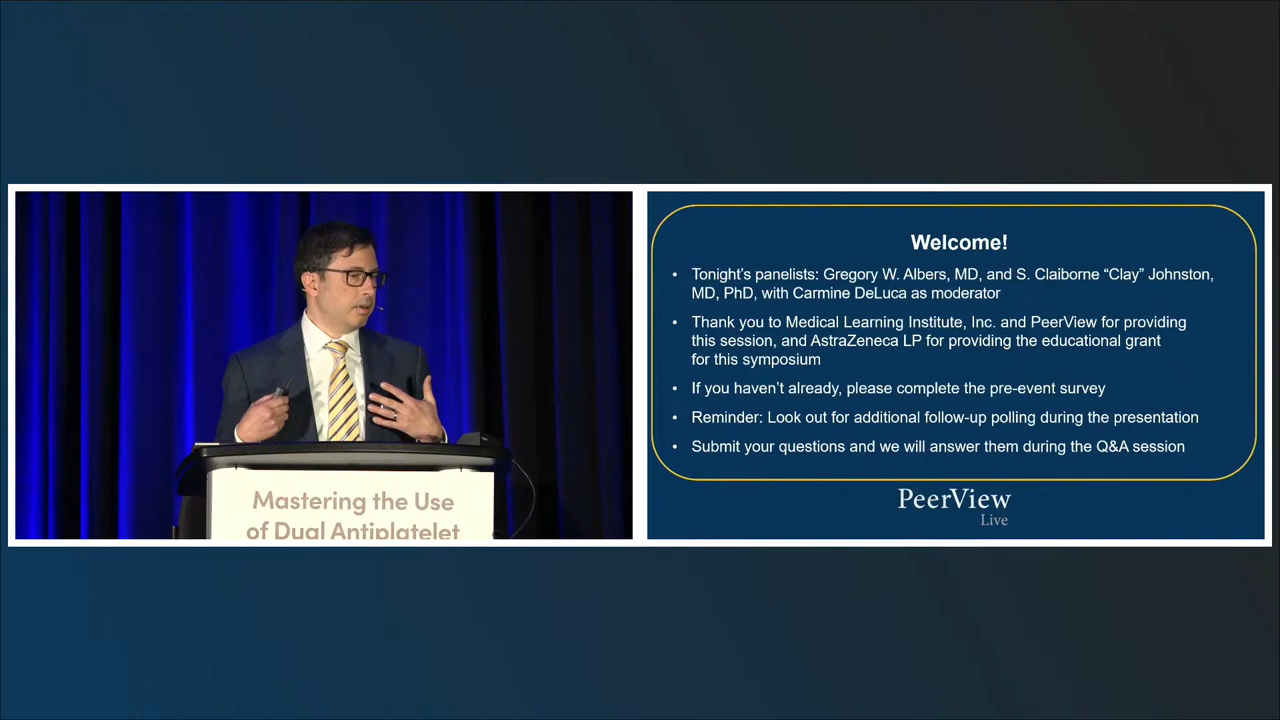 Mastering the Use
of Dual Antiplatelet
Welcome!
• Tonight's panelists: Gregory W. Albers, MD, and S. Claiborne “Clay” Johnston,
MD, PhD, with Carmine DeLuca as moderator
• Thank you to Medical Learning Institute, Inc. and PeerView for providing
this session, and AstraZeneca LP for providing the educational grant
for this symposium
• If you haven't already, please complete the pre-event survey
• Reminder: Look out for additional follow-up polling during the presentation
• Submit your questions and we will answer them during the Q&A session
PeerView
Live